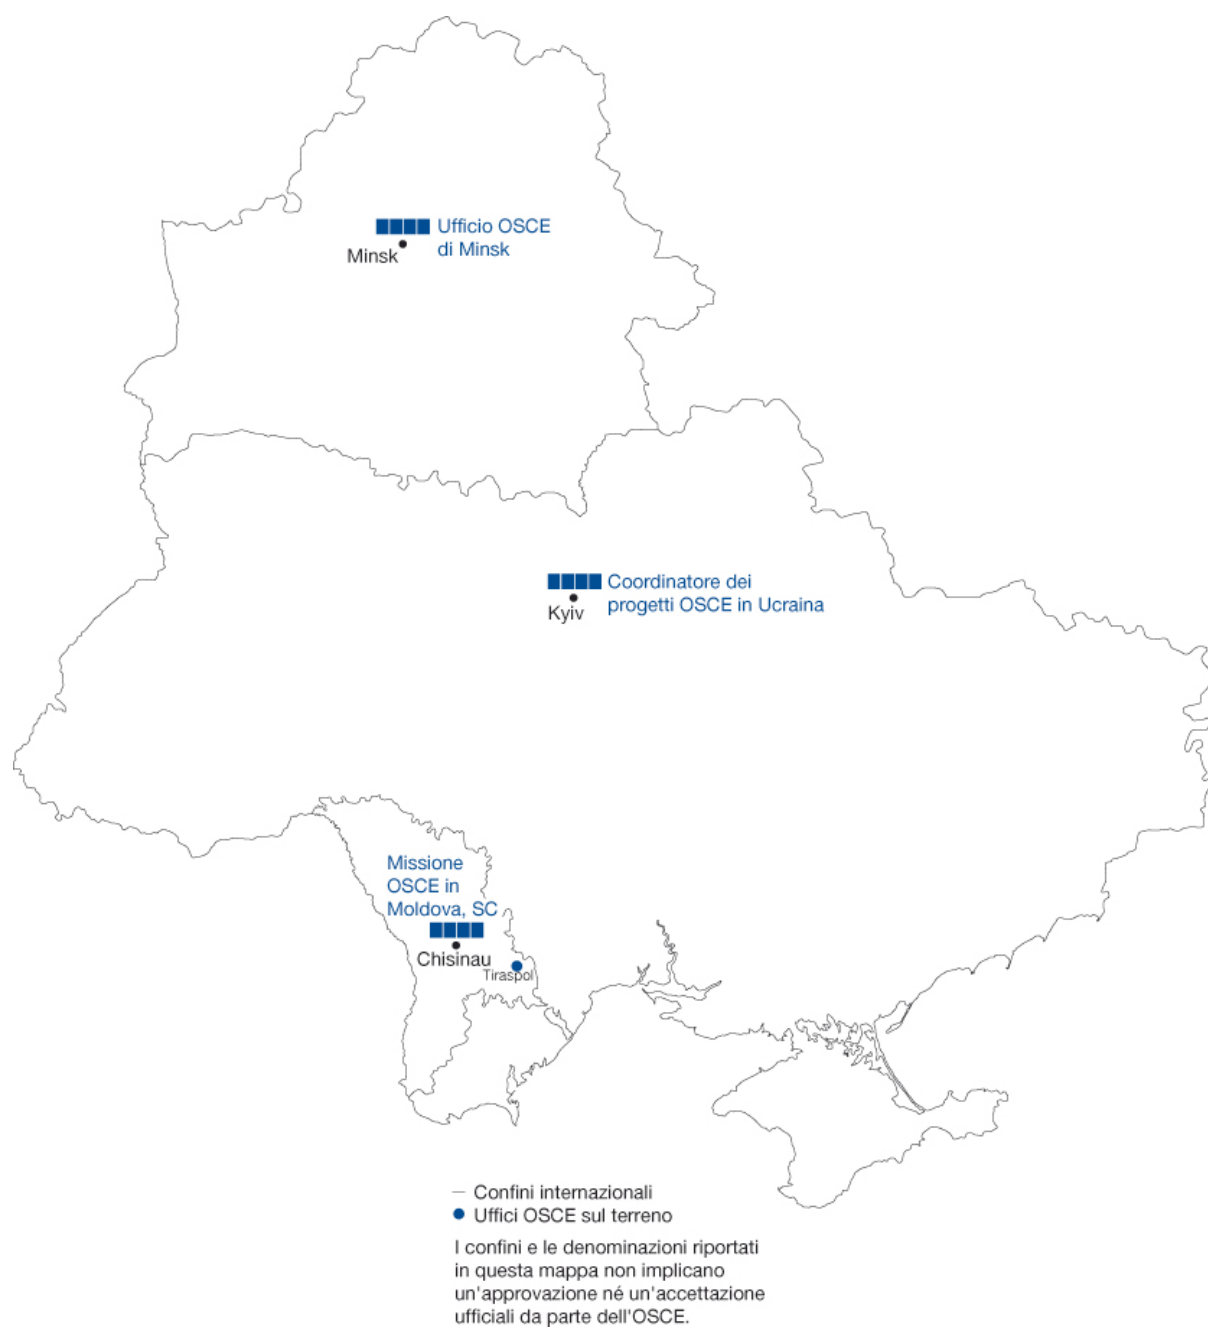 Ufficio OSCE
di Minsk
Minsk
Coordinatore dei
progetti OSCE in Ucraina
Kyiv
Missione
OSCE in
Moldova, SC
Chisinau
Tiraspol
Confini internazionali
Uffici OSCE sul terreno
I confini e le denominazioni riportati
in questa mappa non implicano
un'approvazione né un'accettazione
ufficiali da parte dell'OSCE.